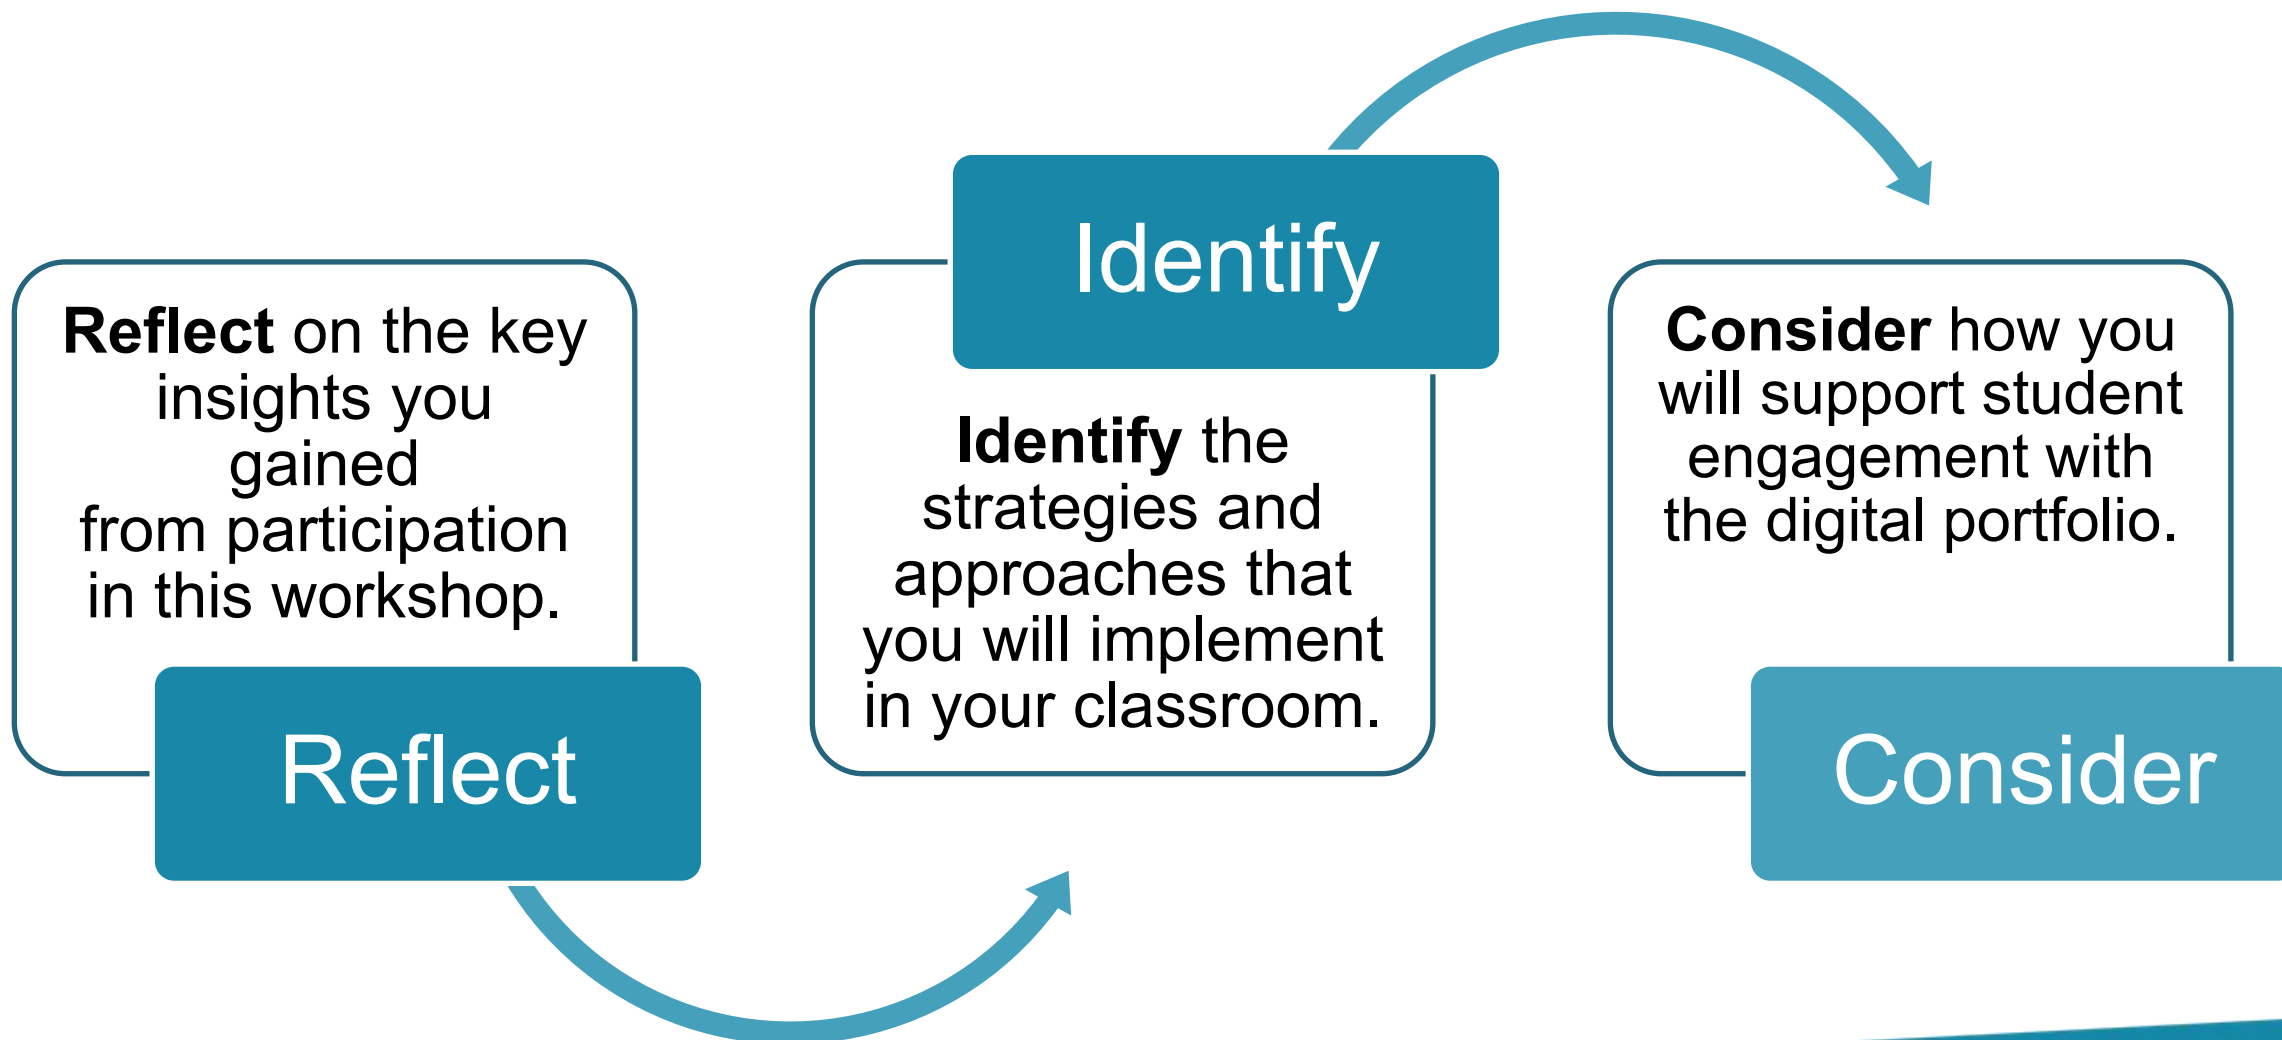 Reflect on the key
insights you
gained
from participation
in this workshop.
Reflect
Identify
Identify the
strategies and
approaches that
you will implement
in your classroom.
Consider how you
will support student
engagement with
the digital portfolio.
Consider